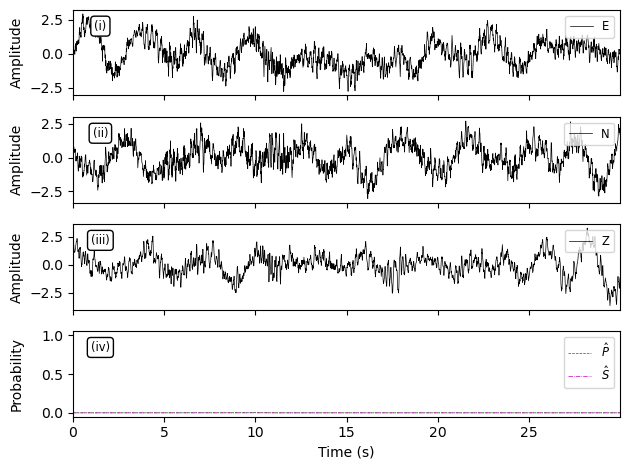 Amplitude
2.5
0.0
−2.5
(i)
E
Amplitude
2.5
0.0
−2.5
(ii)
N
Amplitude
2.5
0.0
−2.5
(iii)
Z
Probability
1.0
0.5
0.0
(iv)
P̂
Ŝ
0 5 10 15 20 25
Time (s)